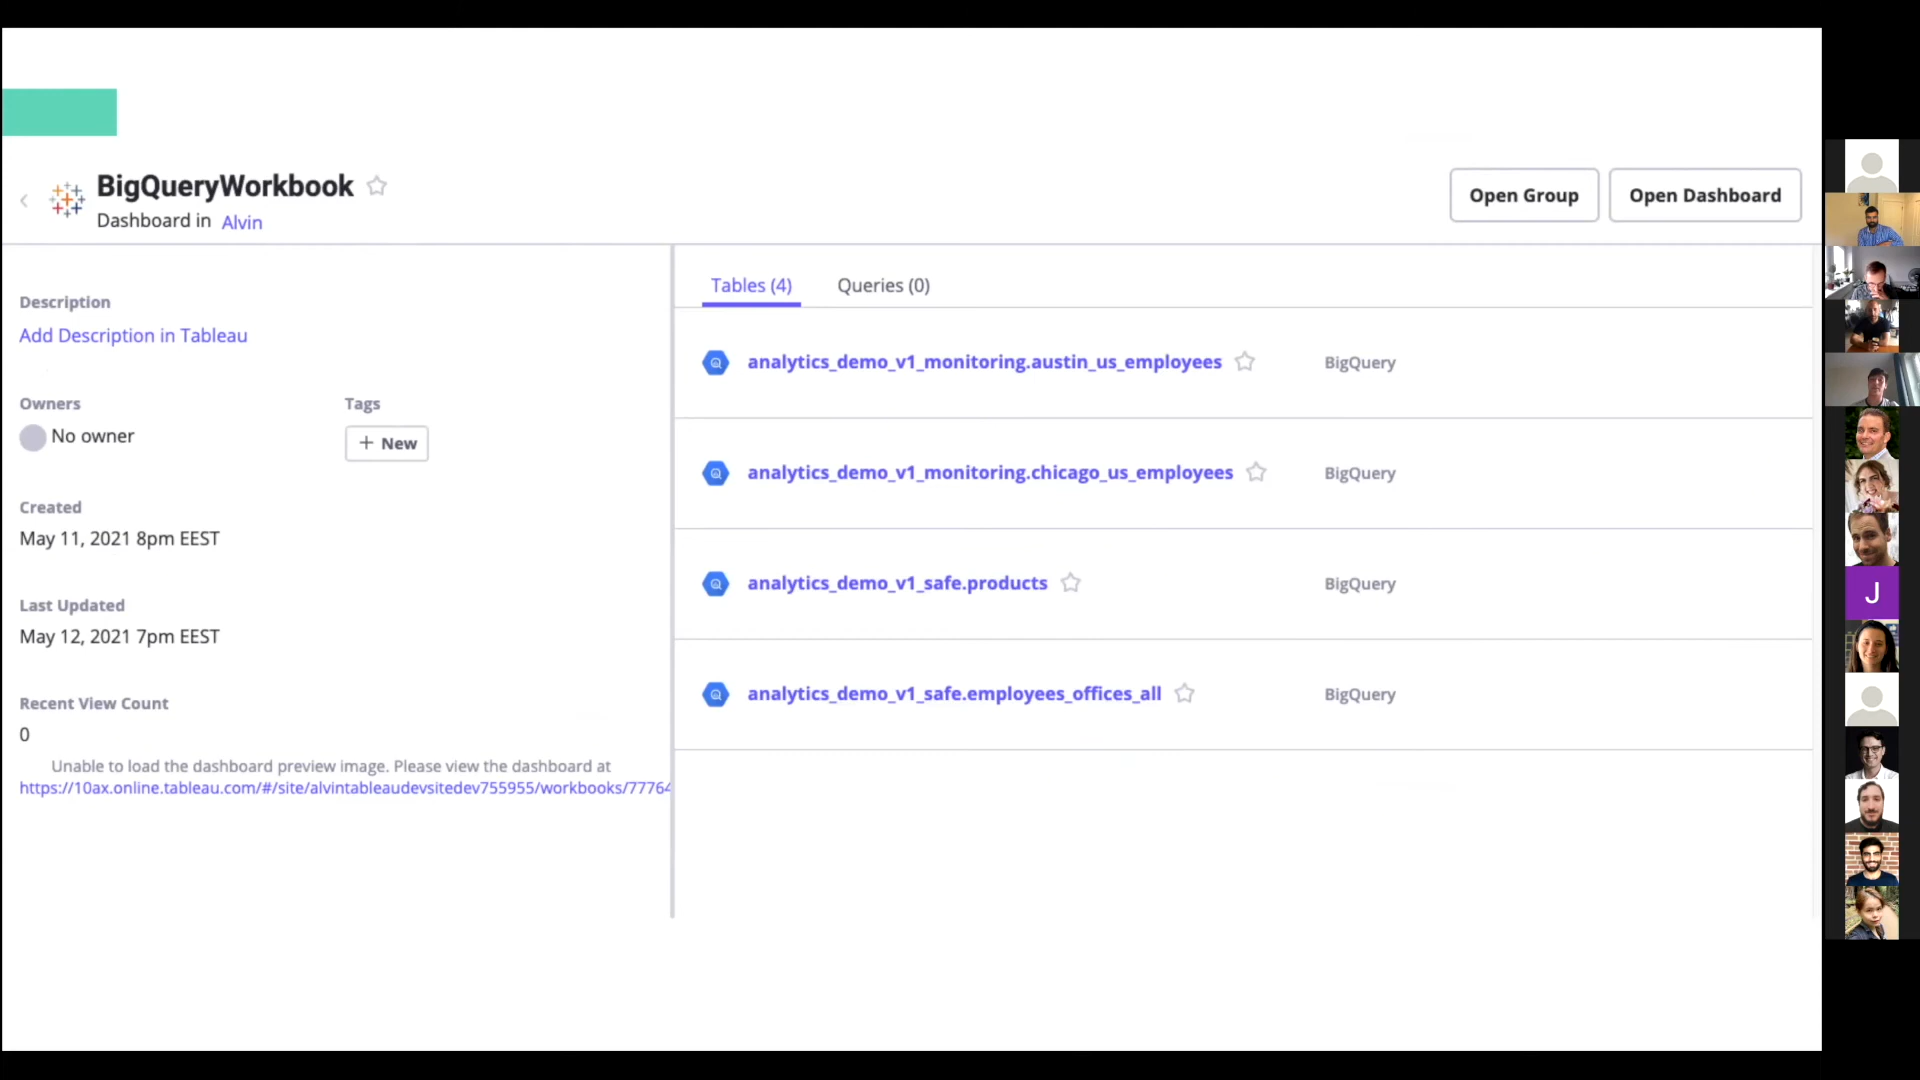 BigQueryWorkbook
Dashboard in Alvin
Open Group
Open Dashboard
Description
Add Description in Tableau
Owners
No owner
Tags
+ New
Created
May 11, 2021 8pm EEST
Last Updated
May 12, 2021 7pm EEST
Recent View Count
0
Unable to load the dashboard preview image. Please view the dashboard at
https://10ax.online.tableau.com/#/site/alvintableaudevsitedev755955/workbooks/77764
Tables (4)
Queries (0)
analytics_demo_v1_monitoring.austin_us_employees
BigQuery
analytics_demo_v1_monitoring.chicago_us_employees
BigQuery
analytics_demo_v1_safe.products
BigQuery
analytics_demo_v1_safe.employees_offices_all
BigQuery
J